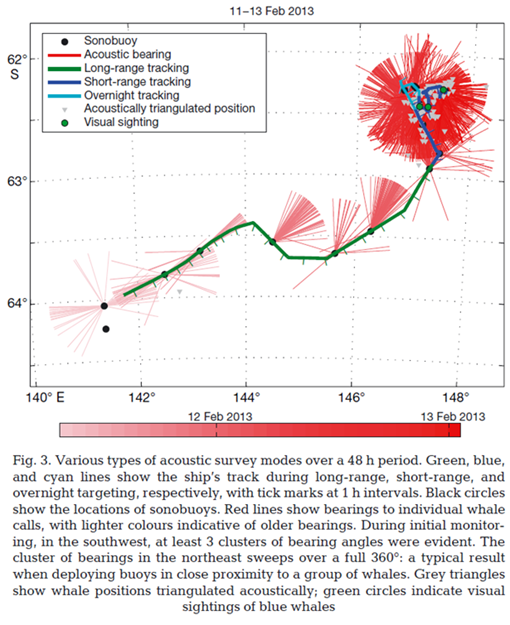 11–13 Feb 2013
62°
S
63°
64°
Sonobuoy
Acoustic bearing
Long-range tracking
Short-range tracking
Overnight tracking
Acoustically triangulated position
Visual sighting
140° E 142° 144° 146° 148°
12 Feb 2013 13 Feb 2013
Fig. 3. Various types of acoustic survey modes over a 48 h period. Green, blue,
and cyan lines show the ship's track during long-range, short-range, and
overnight targeting, respectively, with tick marks at 1 h intervals. Black circles
show the locations of sonobuoys. Red lines show bearings to individual whale
calls, with lighter colours indicative of older bearings. During initial monitor-
ing, in the southwest, at least 3 clusters of bearing angles were evident. The
cluster of bearings in the northeast sweeps over a full 360°: a typical result
when deploying buoys in close proximity to a group of whales. Grey triangles
show whale positions triangulated acoustically; green circles indicate visual
sightings of blue whales